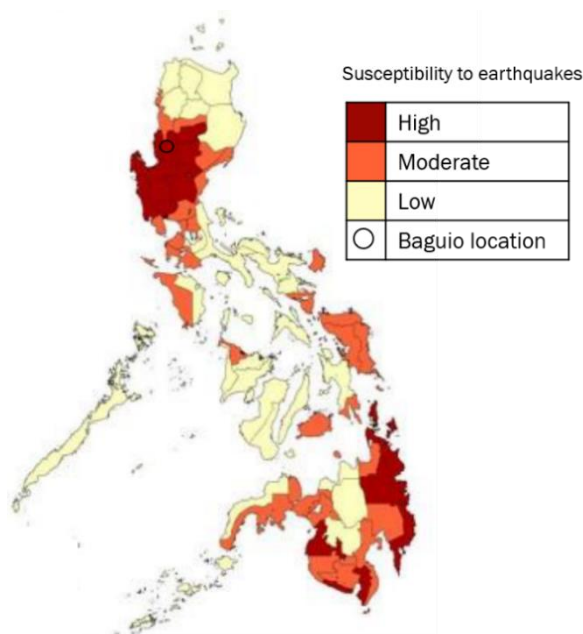 Susceptibility to earthquakes
High
Moderate
Low
Baguio location